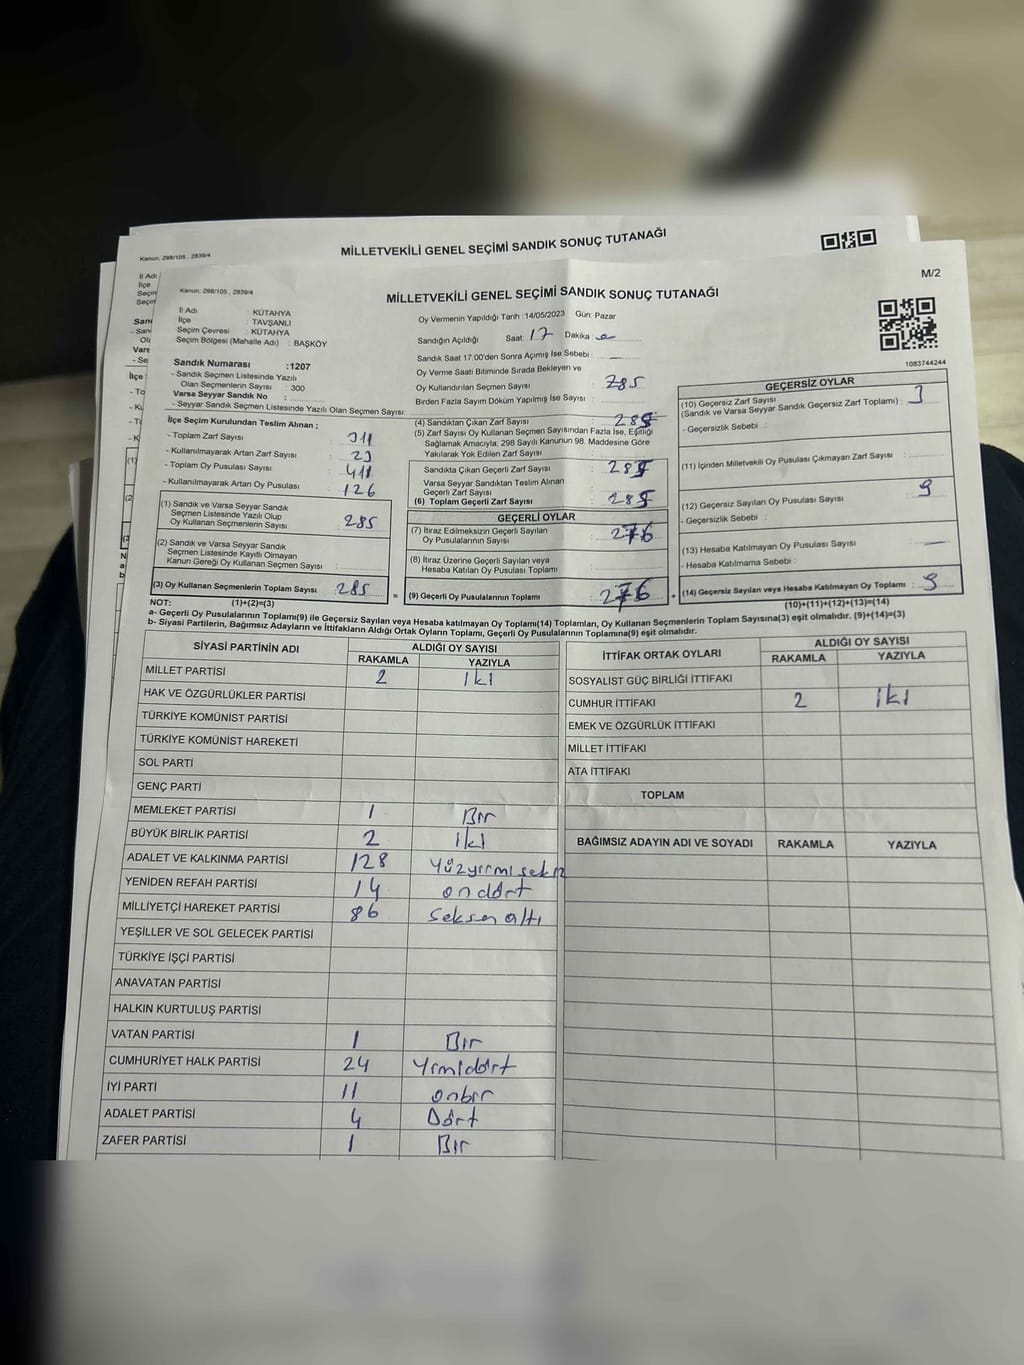 Kanun, 298/105 , 2839/4
MİLLETVEKİLİ GENEL SEÇİMİ SANDIK SONUÇ TUTANAĞI
M/2
Kanun, 298/105 , 2839/4
MİLLETVEKİLİ GENEL SEÇİMİ SANDIK SONUÇ TUTANAĞI
İl Adı : KÜTAHYA
İlçe : TAVŞANLI
Seçim Çevresi : KÜTAHYA
Seçim Bölgesi (Mahalle Adı) : BAŞKÖY
Sandık Numarası :1207
- Sandık Seçmen Listesinde Yazılı
Olan Seçmenlerin Sayısı : 300
Varsa Seyyar Sandık No :
- Seyyar Sandık Seçmen Listesinde Yazılı Olan Seçmen Sayısı:
Oy Vermenin Yapıldığı Tarih :14/05/2023 Gün: Pazar
Sandığın Açıldığı Saat 17 Dakika
Sandık Saat 17:00'den Sonra Açımış İse Sebebi :
Oy Verme Saati Bitiminde Sırada Bekleyen ve
Oy Kullandırılan Seçmen Sayısı : 285
Birden Fazla Sayım Döküm Yapılmış İse Sayısı :
1083744244
İlçe Seçim Kurulundan Teslim Alınan ;
- Toplam Zarf Sayısı : 311
- Kullanılmayarak Artan Zarf Sayısı
- Toplam Oy Pusulası Sayısı : 411
- Kullanılmayarak Artan Oy Pusulası 126
(1) Sandık ve Varsa Seyyar Sandık
Seçmen Listesinde Yazılı Olup
Oy Kullanan Seçmenlerin Sayısı : 285
(2) Sandık ve Varsa Seyyar Sandık
Seçmen Listesinde Kayıtlı Olmayan
Kanun Gereği Oy Kullanan Seçmen Sayısı :
(3) Oy Kullanan Seçmenlerin Toplam Sayısı : 285
(4) Sandıktan Çıkan Zarf Sayısı :
(5) Zarf Sayısı Oy Kullanan Seçmen Sayısından Fazla İse, Eşitliği
Sağlamak Amacıyla, 298 Sayılı Kanunun 98. Maddesine Göre
Yakılarak Yok Edilen Zarf Sayısı :
Sandıkta Çıkan Geçerli Zarf Sayısı :
Varsa Seyyar Sandıktan Teslim Alınan
Geçerli Zarf Sayısı
(6) Toplam Geçerli Zarf Sayısı :
GEÇERLİ OYLAR
(7) İtiraz Edilmeksizin Geçerli Sayılan
Oy Pusulalarının Sayısı : 276
(8) İtiraz Üzerine Geçerli Sayılan veya
Hesaba Katılan Oy Pusulası Toplamı :
(9) Geçerli Oy Pusulalarının Toplamı : 276
GEÇERSİZ OYLAR
(10) Geçersiz Zarf Sayısı
(Sandık ve Varsa Seyyar Sandık Geçersiz Zarf Toplamı) :
- Geçersizlik Sebebi :
(11) İçinden Milletvekili Oy Pusulası Çıkmayan Zarf Sayısı
(12) Geçersiz Sayılan Oy Pusulası Sayısı : 9
- Geçersizlik Sebebi :
(13) Hesaba Katılmayan Oy Pusulası Sayısı :
- Hesaba Katılmama Sebebi :
(14) Geçersiz Sayılan veya Hesaba Katılmayan Oy Toplamı : 9
NOT: (1)+(2)=(3)
(10)+(11)+(12)+(13)=(14)
a- Geçerli Oy Pusulalarının Toplamı(9) ile Geçersiz Sayılan veya Hesaba Katılmayan Oy Toplamı(14) Toplamları, Oy Kullanan Seçmenlerin Toplam Sayısına(3) eşit olmalıdır. (9)+(14)=(3)
b- Siyasi Partilerin, Bağımsız Adayların ve İttifakların Aldığı Ortak Oyların Toplamı, Geçerli Oy Pusulalarının Toplamına(9) eşit olmalıdır.
SİYASİ PARTİNİN ADI ALDIĞI OY SAYISI
RAKAMLA YAZIYLA
MİLLET PARTİSİ 2 İki
HAK VE ÖZGÜRLÜKLER PARTİSİ
TÜRKİYE KOMÜNİST PARTİSİ
TÜRKİYE KOMÜNİST HAREKETİ
SOL PARTİ
GENÇ PARTİ
MEMLEKET PARTİSİ 1 Bır
BÜYÜK BİRLİK PARTİSİ 2 iki
ADALET VE KALKINMA PARTİSİ 128 Yüzyirmisekiz
YENİDEN REFAH PARTİSİ 14 ondört
MİLLİYETÇİ HAREKET PARTİSİ 86 Seksen altı
YEŞİLLER VE SOL GELECEK PARTİSİ
TÜRKİYE İŞÇİ PARTİSİ
ANAVATAN PARTİSİ
HALKIN KURTULUŞ PARTİSİ
VATAN PARTİSİ 1 Bır
CUMHURİYET HALK PARTİSİ 24 Yirmidört
İYİ PARTİ 11 onbir
ADALET PARTİSİ 4 Dört
ZAFER PARTİSİ 1 Bır
İTTİFAK ORTAK OYLARI ALDIĞI OY SAYISI
RAKAMLA YAZIYLA
SOSYALIST GÜÇ BİRLİĞİ İTTİFAKI
CUMHUR İTTİFAKI 2 iki
EMEK VE ÖZGÜRLÜK İTTİFAKI
MİLLET İTTİFAKI
ATA İTTİFAKI
TOPLAM
BAĞIMSIZ ADAYIN ADI VE SOYADI RAKAMLA YAZIYLA